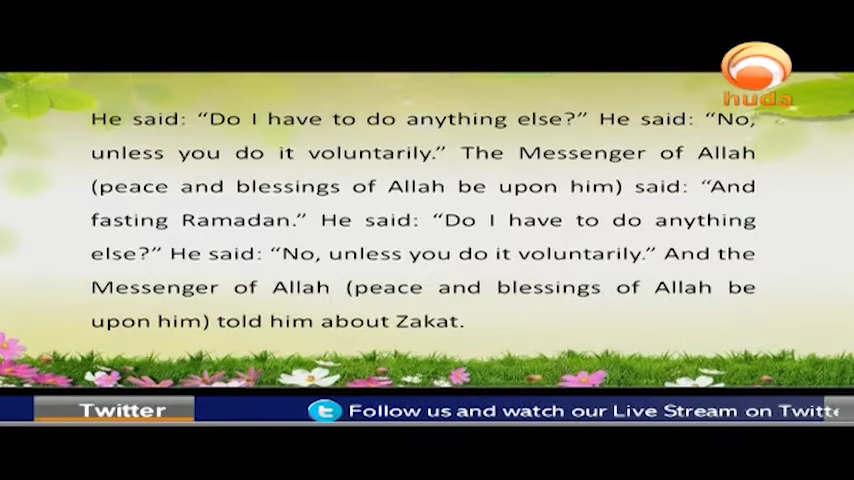 huda
He said: “Do I have to do anything else?” He said: “No,
unless you do it voluntarily.” The Messenger of Allah
(peace and blessings of Allah be upon him) said: “And
fasting Ramadan.” He said: “Do I have to do anything
else?” He said: “No, unless you do it voluntarily.” And the
Messenger of Allah (peace and blessings of Allah be
upon him) told him about Zakat.
Twitter
Follow us and watch our Live Stream on Twitte